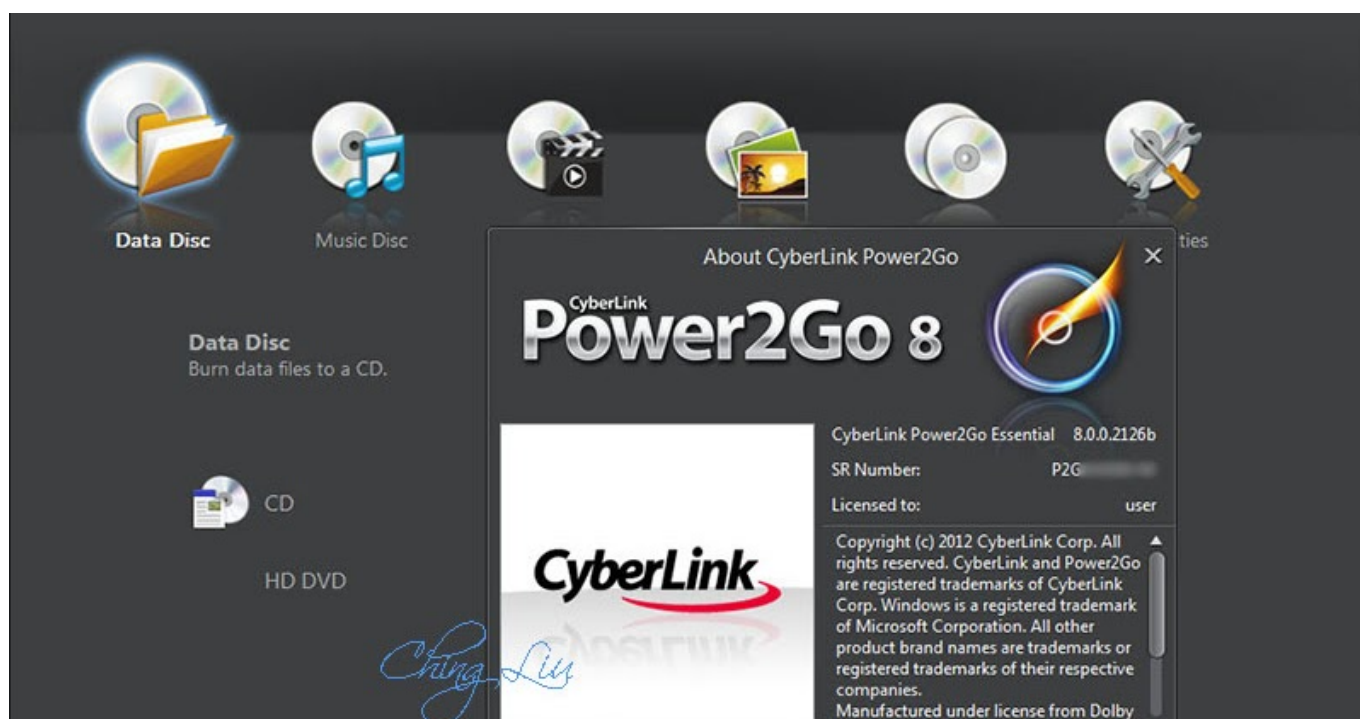 Data Disc
Music Disc
ties
About CyberLink Power2Go
CyberLink
Power2Go 8
Data Disc
Burn data files to a CD.
CyberLink Power2Go Essential 8.0.0.2126b
SR Number: P2G
Licensed to: user
CD
HD DVD
CyberLink
Copyright (c) 2012 CyberLink Corp. All
rights reserved. CyberLink and Power2Go
are registered trademarks of CyberLink
Corp. Windows is a registered trademark
of Microsoft Corporation. All other
product brand names are trademarks or
registered trademarks of their respective
companies.
Manufactured under license from Dolby
Ching Liu